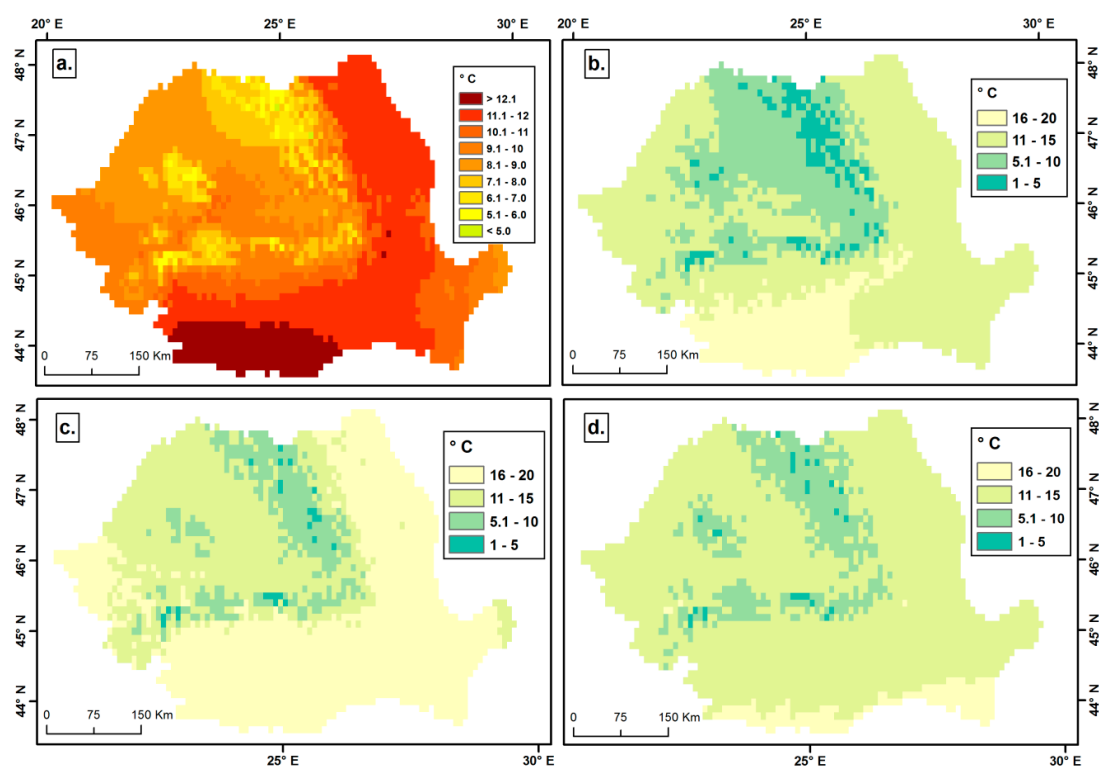 20° E 25° E 30° E 20° E 25° E 30° E
a.
° C
> 12.1
11.1 - 12
10.1 - 11
9.1 - 10
8.1 - 9.0
7.1 - 8.0
6.1 - 7.0
5.1 - 6.0
< 5.0
48° N
47° N
46° N
45° N
44° N
0 75 150 Km
b.
° C
16 - 20
11 - 15
5.1 - 10
1 - 5
48° N
47° N
46° N
45° N
44° N
0 75 150 Km
c.
° C
16 - 20
11 - 15
5.1 - 10
1 - 5
48° N
47° N
46° N
45° N
44° N
0 75 150 Km
d.
° C
16 - 20
11 - 15
5.1 - 10
1 - 5
48° N
47° N
46° N
45° N
44° N
0 75 150 Km
25° E 30° E 25° E 30° E